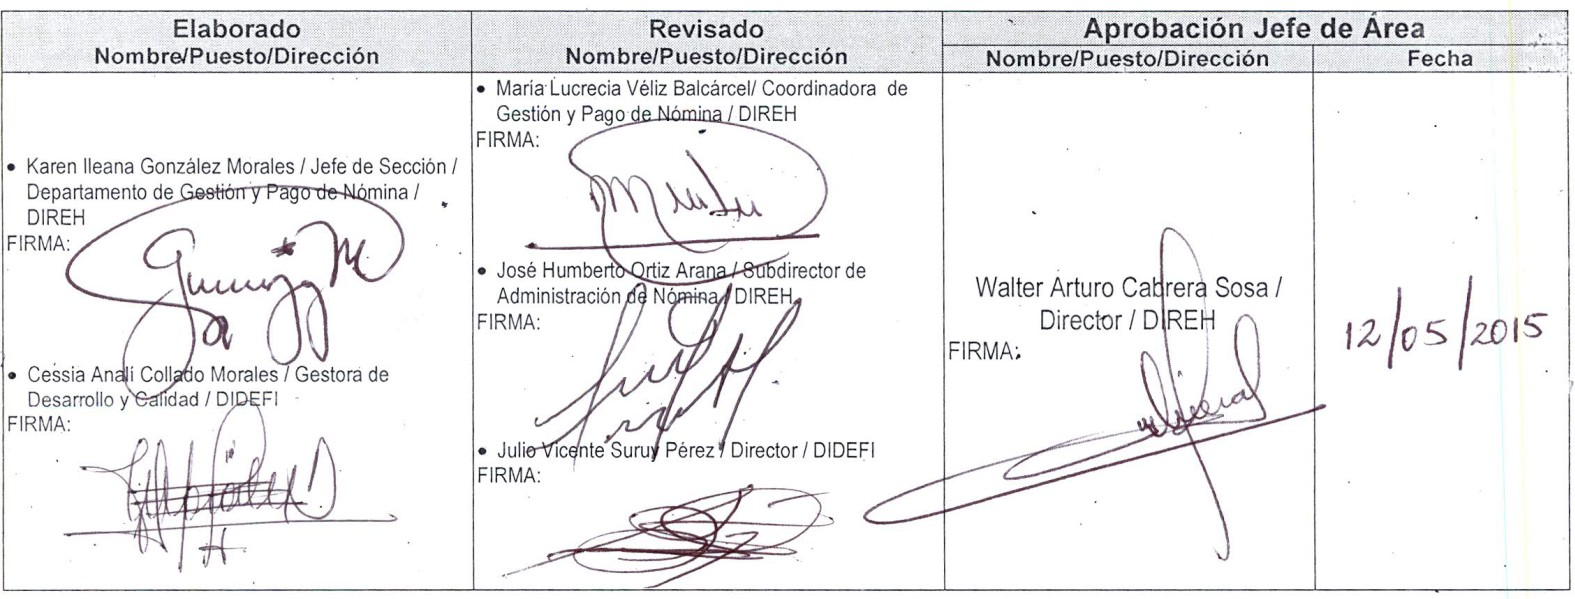 Elaborado
Nombre/Puesto/Dirección
Revisado
Nombre/Puesto/Dirección
Aprobación Jefe de Área
Nombre/Puesto/Dirección
Fecha
• Karen Ileana González Morales / Jefe de Sección /
Departamento de Gestión y Pago de Nómina /
DIREH
FIRMA:
• Cessia Analí Collado Morales / Gestora de
Desarrollo y Calidad / DIDEFI
FIRMA:
• María Lucrecia Véliz Balcárcel/ Coordinadora de
Gestión y Pago de Nómina / DIREH
FIRMA:
• José Humberto Ortiz Arana / Subdirector de
Administración de Nómina / DIREH
FIRMA:
• Julio Vicente Suruy Pérez / Director / DIDEFI
FIRMA:
Walter Arturo Cabrera Sosa /
Director / DIREH
FIRMA:
12/05/2015